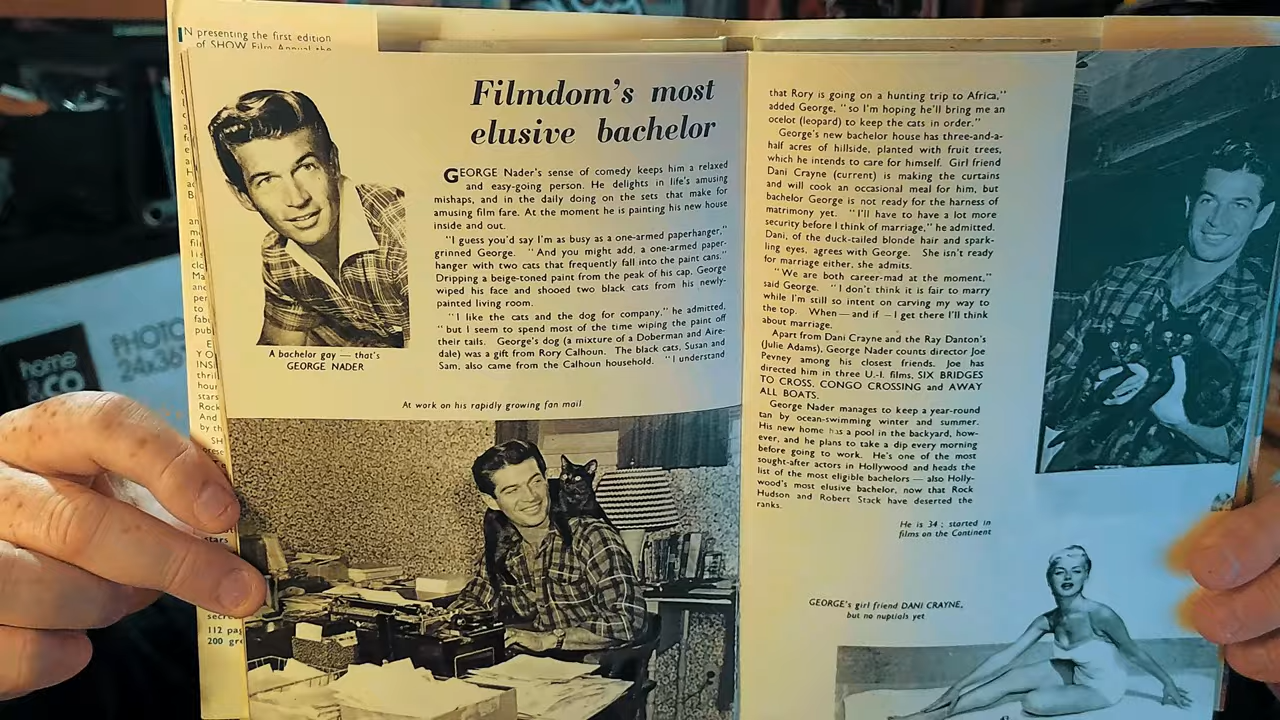 IN presenting the first edition
of SHOW Film Annual the
Filmdom's most
elusive bachelor
GEORGE Nader's sense of comedy keeps him a relaxed
and easy-going person. He delights in life's amusing
mishaps, and in the daily doing on the sets that make for
amusing film fare. At the moment he is painting his new house
inside and out.
"I guess you'd say I'm as busy as a one-armed paperhanger,"
grinned George. "And you might add, a one-armed paper-
hanger with two cats that frequently fall into the paint cans."
Dripping a beige-toned paint from the peak of his cap, George
wiped his face and shooed two black cats from his newly-
painted living room.
"I like the cats and the dog for company," he admitted,
"but I seem to spend most of the time wiping the paint off
their tails. George's dog (a mixture of a Doberman and Aire-
dale) was a gift from Rory Calhoun. The black cats, Susan and
Sam, also came from the Calhoun household. "I understand
A bachelor gay — that's
GEORGE NADER
At work on his rapidly growing fan mail
that Rory is going on a hunting trip to Africa,"
added George, "so I'm hoping he'll bring me an
ocelot (leopard) to keep the cats in order."
George's new bachelor house has three-and-a-
half acres of hillside, planted with fruit trees,
which he intends to care for himself. Girl friend
Dani Crayne (current) is making the curtains
and will cook an occasional meal for him, but
bachelor George is not ready for the harness of
matrimony yet. "I'll have to have a lot more
security before I think of marriage," he admitted.
Dani, of the duck-tailed blonde hair and spark-
ling eyes, agrees with George. She isn't ready
for marriage either, she admits.
"We are both career-mad at the moment,"
said George. "I don't think it is fair to marry
while I'm still so intent on carving my way to
the top. When — and if — I get there I'll think
about marriage.
Apart from Dani Crayne and the Ray Danton's
(Julie Adams), George Nader counts director Joe
Pevney among his closest friends. Joe has
directed him in three U.-I. films, SIX BRIDGES
TO CROSS, CONGO CROSSING and AWAY
ALL BOATS.
George Nader manages to keep a year-round
tan by ocean-swimming winter and summer.
His new home has a pool in the backyard, how-
ever, and he plans to take a dip every morning
before going to work. He's one of the most
sought-after actors in Hollywood and heads the
list of the most eligible bachelors — also Holly-
wood's most elusive bachelor, now that Rock
Hudson and Robert Stack have deserted the
ranks.
He is 34; started in
films on the Continent
GEORGE's girl friend DANI CRAYNE,
but no nuptials yet
stars
112 pag
200 gre
home
&CO
PHOTO
24x36